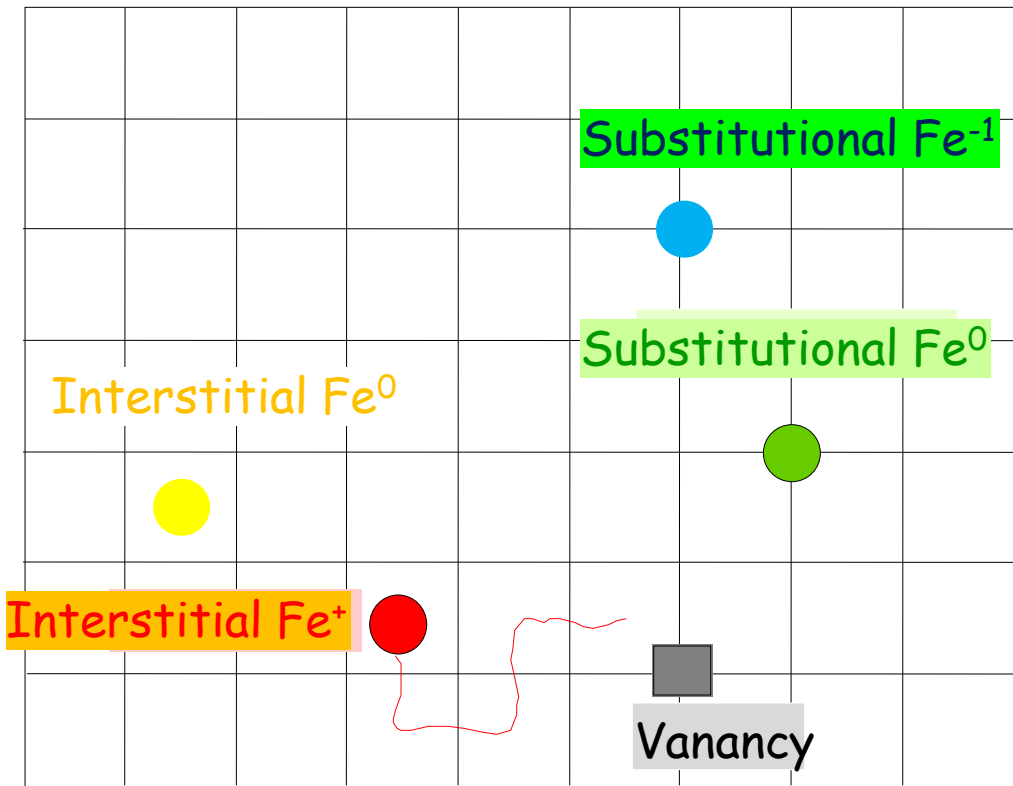 Substitutional Fe⁻¹
Substitutional Fe⁰
Interstitial Fe⁰
Interstitial Fe⁺
Vanancy